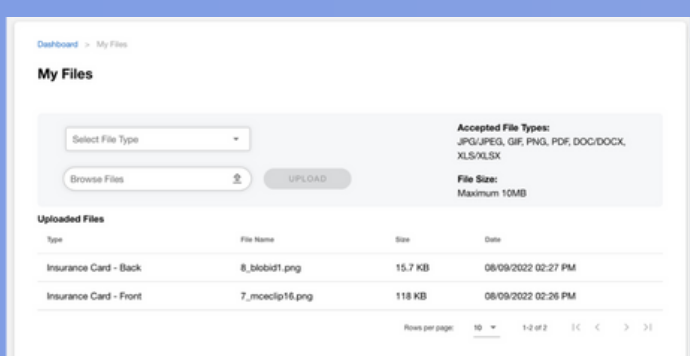 Dashboard > My Files
My Files
Select File Type
Browse Files
UPLOAD
Accepted File Types:
JPG/JPEG, GIF, PNG, PDF, DOC/DOCX,
XLS/XLSX
File Size:
Maximum 10MB
Uploaded Files
Type File Name Size Date
Insurance Card - Back 8_blobid1.png 15.7 KB 08/09/2022 02:27 PM
Insurance Card - Front 7_mceclip16.png 118 KB 08/09/2022 02:26 PM
Rows per page: 10 1-2 of 2